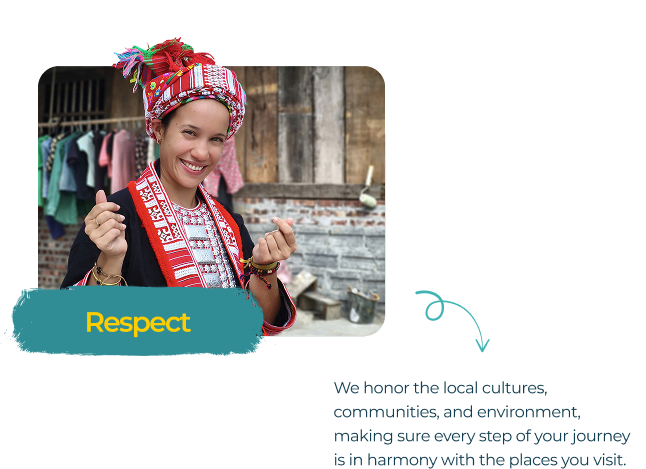 Respect
We honor the local cultures,
communities, and environment,
making sure every step of your journey
is in harmony with the places you visit.